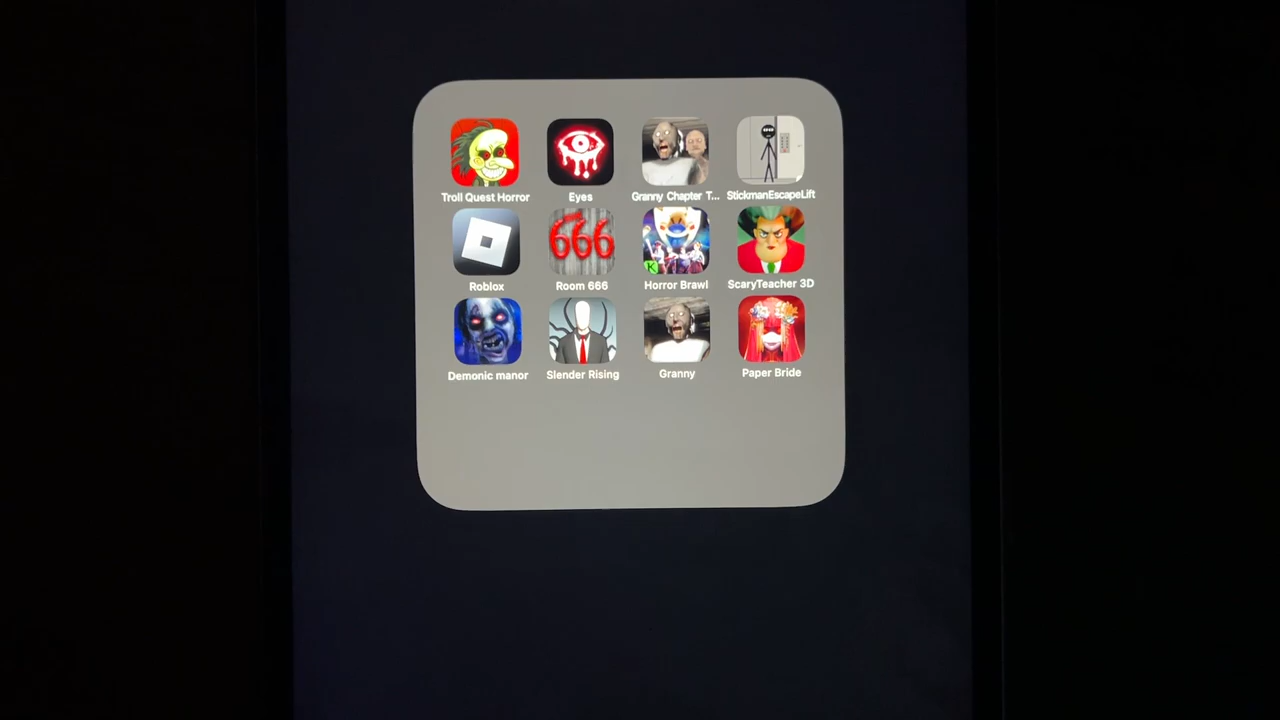 Troll Quest Horror
Eyes
Granny Chapter T...
StickmanEscapeLift
Roblox
666
Room 666
K
Horror Brawl
ScaryTeacher 3D
Demonic manor
Slender Rising
Granny
Paper Bride